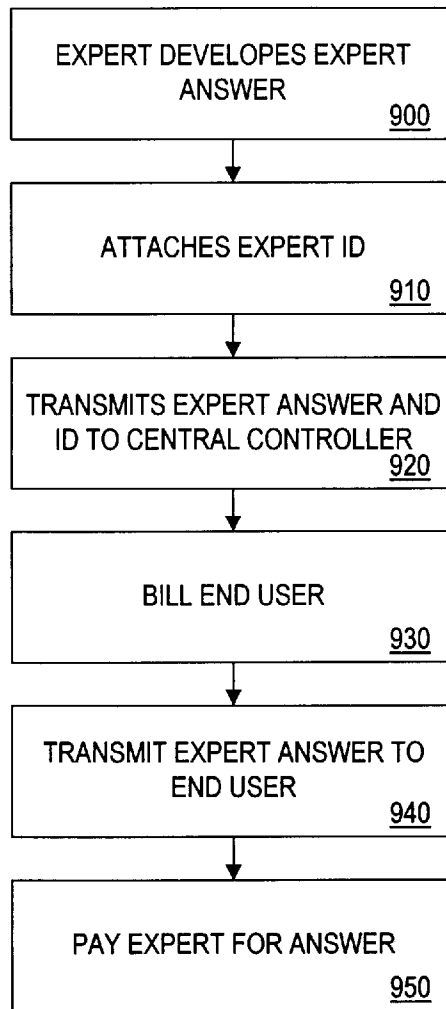 EXPERT DEVELOPES EXPERT
ANSWER
900
ATTACHES EXPERT ID
910
TRANSMITS EXPERT ANSWER AND
ID TO CENTRAL CONTROLLER
920
BILL END USER
930
TRANSMIT EXPERT ANSWER TO
END USER
940
PAY EXPERT FOR ANSWER
950